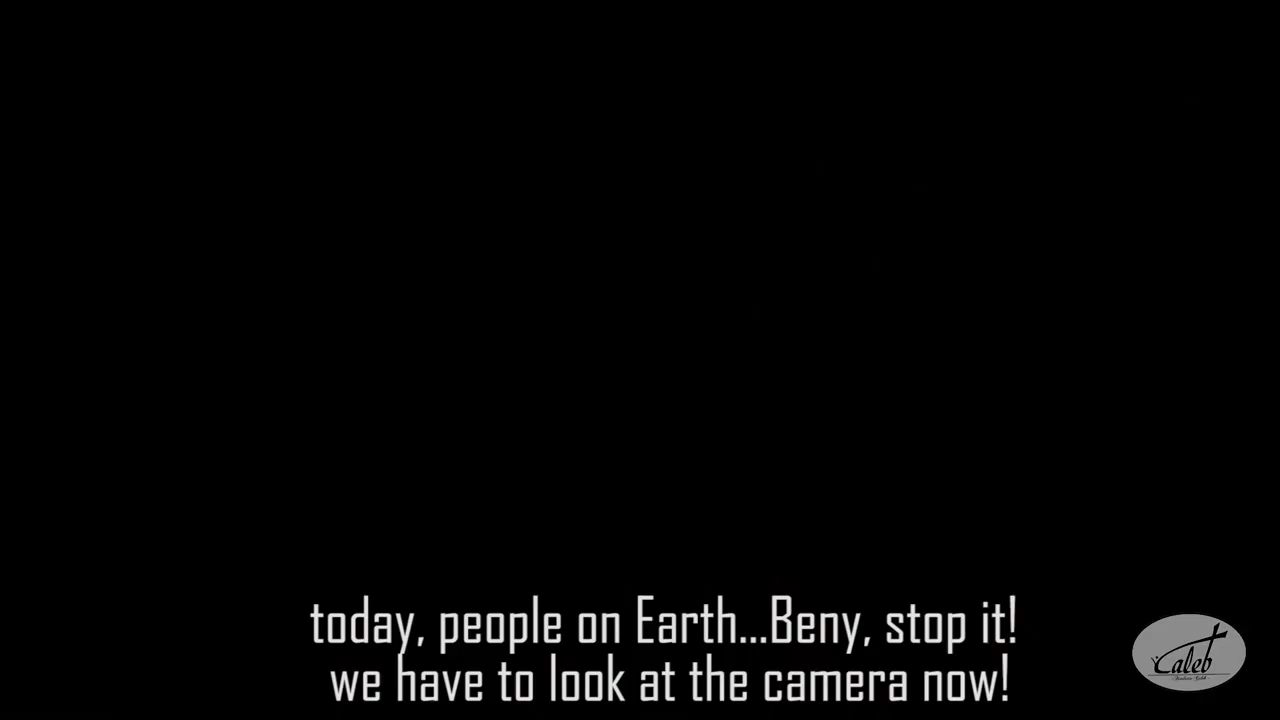 today, people on Earth...Beny, stop it!
we have to look at the camera now!
Caleb